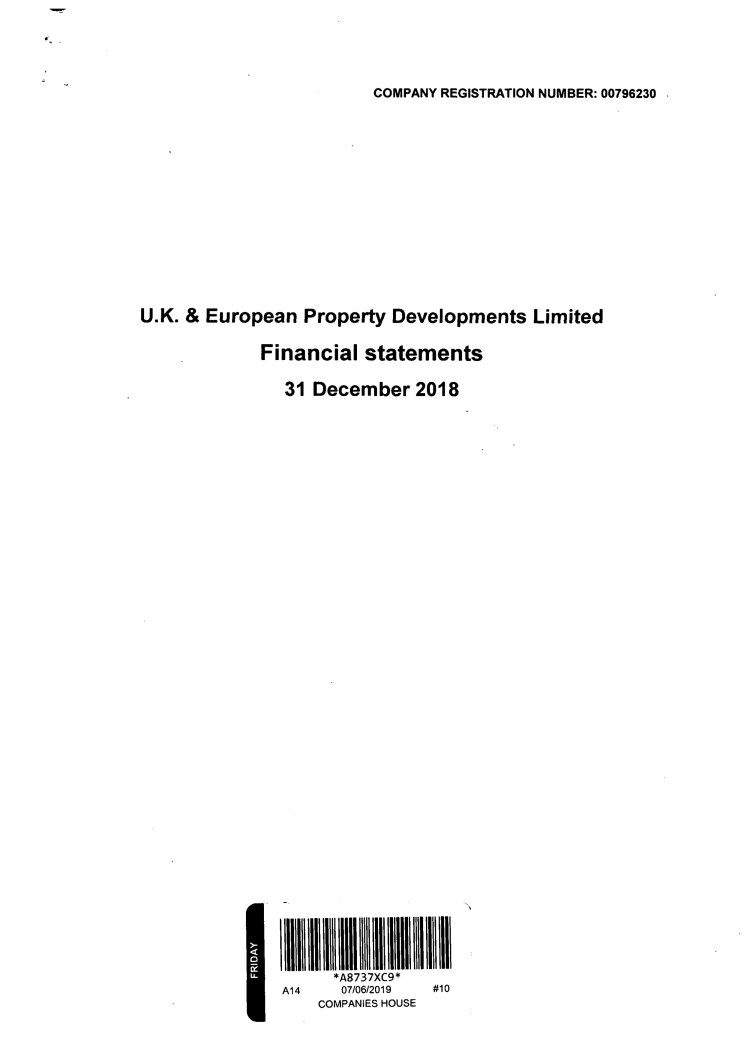 COMPANY REGISTRATION NUMBER: 00796230
U.K. & European Property Developments Limited
Financial statements
31 December 2018
FRIDAY
*A8737XC9*
A14 07/06/2019 #10
COMPANIES HOUSE